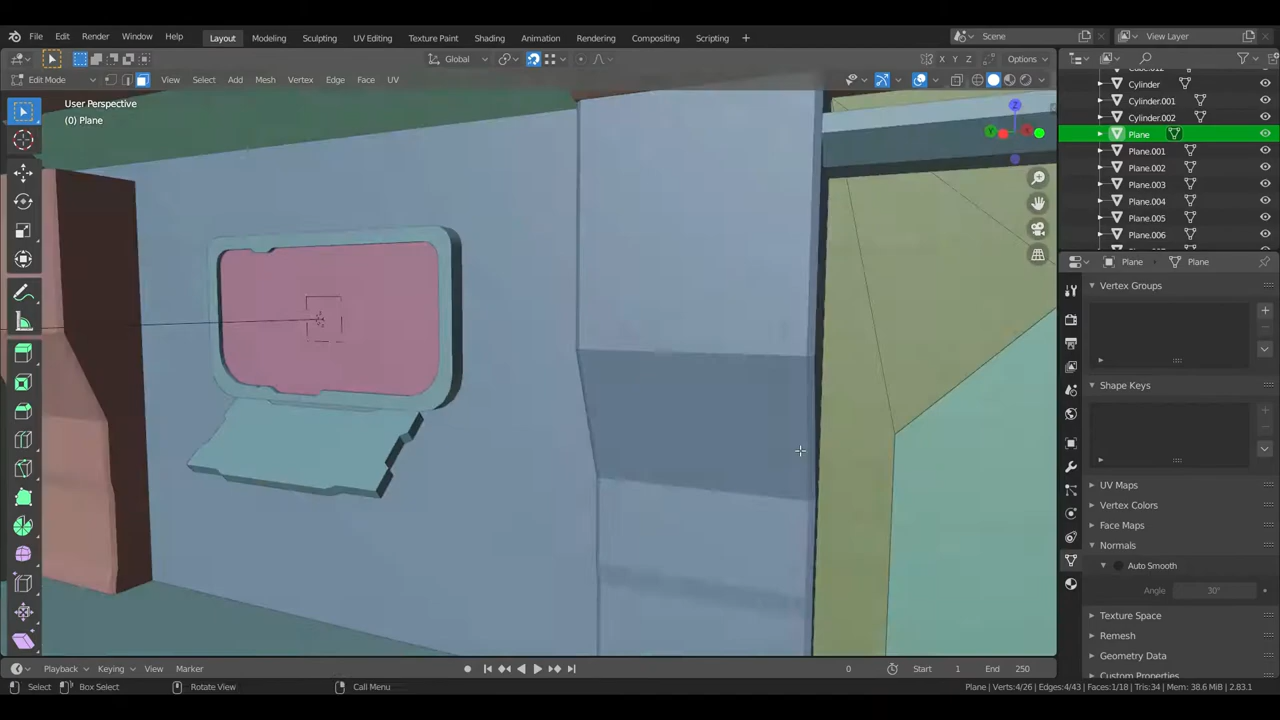 File Edit Render Window Help Layout Modeling Sculpting UV Editing Texture Paint Shading Animation Rendering Compositing Scripting + Scene View Layer
Global X Y Z Options
Edit Mode View Select Add Mesh Vertex Edge Face UV
User Perspective
(0) Plane
Z
Y X
Cylinder
Cylinder.001
Cylinder.002
Plane
Plane.001
Plane.002
Plane.003
Plane.004
Plane.005
Plane.006
Plane Plane
Vertex Groups
Shape Keys
UV Maps
Vertex Colors
Face Maps
Normals
Auto Smooth
Angle 30°
Texture Space
Remesh
Geometry Data
Playback Keying View Marker 0 Start 1 End 250
Select Box Select Rotate View Call Menu Plane | Verts:4/26 | Edges:4/43 | Faces:1/18 | Tris:34 | Mem: 38.6 MiB | 2.83.1